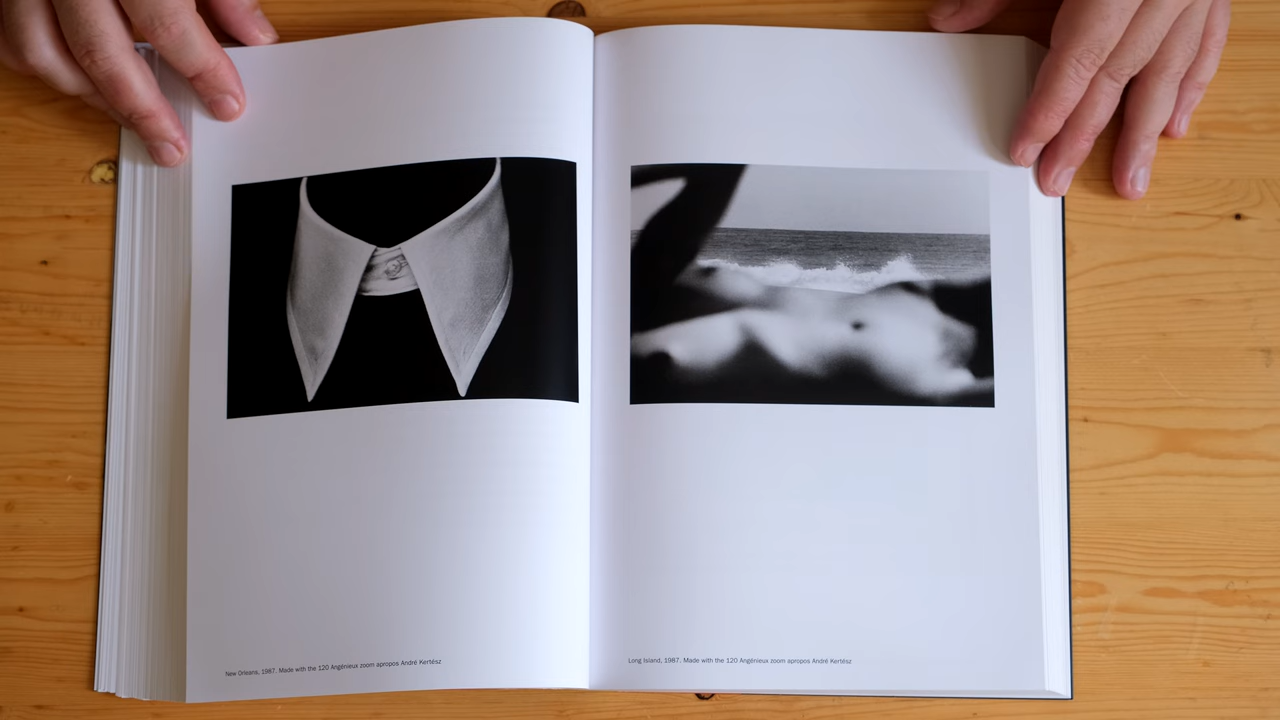 New Orleans, 1987. Made with the 120 Angénieux zoom apropos André Kertész
Long Island, 1987. Made with the 120 Angénieux zoom apropos André Kertész